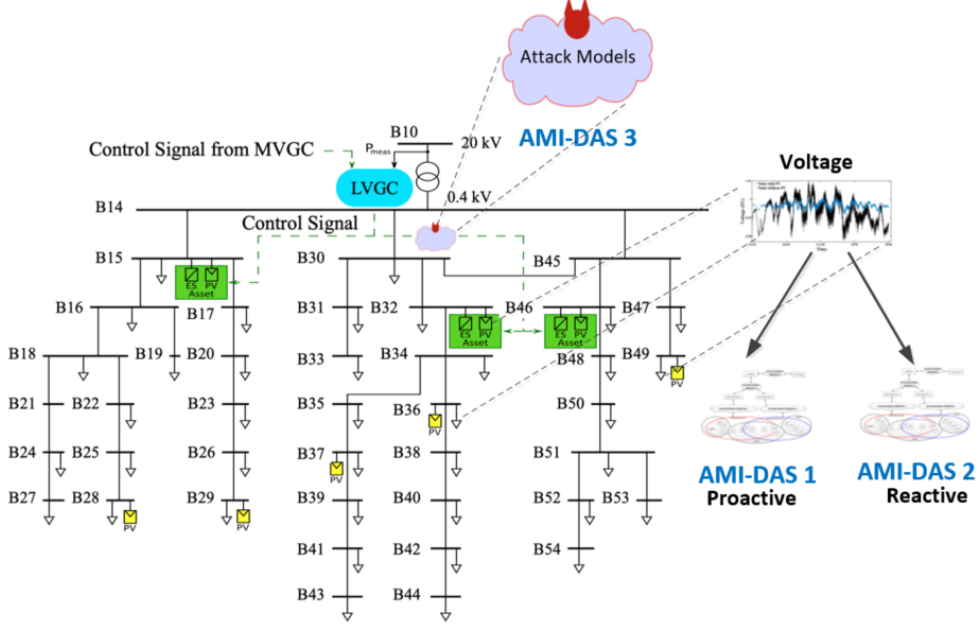 Attack Models
AMI-DAS 3
B10
20 kV
Pmeas
Control Signal from MVGC
LVGC
0.4 kV
B14
Control Signal
Voltage
B15
B30
B45
ES PV
Asset
B16
B17
B31
B32
ES PV
Asset
B46
ES PV
Asset
B47
B18
B19
B20
B33
B34
B48
B49
PV
B21
B22
B23
B35
B36
PV
B50
B24
B25
B26
B37
PV
B38
B51
AMI-DAS 1
Proactive
AMI-DAS 2
Reactive
B27
B28
PV
B29
PV
B39
B40
B52
B53
B41
B42
B54
B43
B44